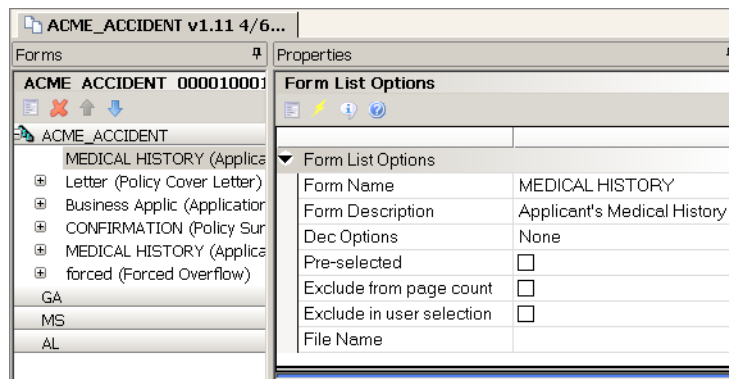 ACME_ACCIDENT v1.11 4/6...
Forms
Properties
ACME ACCIDENT 000010001
Form List Options
ACME_ACCIDENT
MEDICAL HISTORY (Applica
Letter (Policy Cover Letter)
Business Applic (Application
CONFIRMATION (Policy Sur
MEDICAL HISTORY (Applica
forced (Forced Overflow)
GA
MS
AL
Form List Options
Form Name MEDICAL HISTORY
Form Description Applicant's Medical History
Dec Options None
Pre-selected
Exclude from page count
Exclude in user selection
File Name